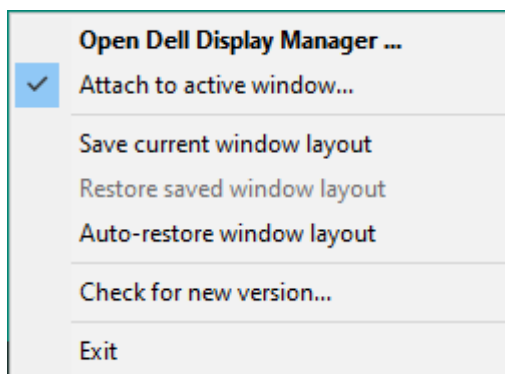 Open Dell Display Manager ...
Attach to active window...
Save current window layout
Restore saved window layout
Auto-restore window layout
Check for new version...
Exit